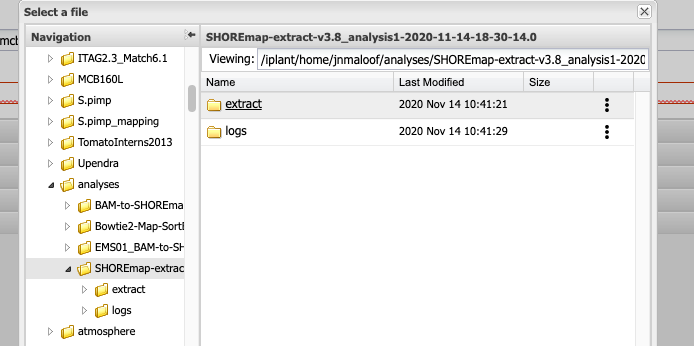 Select a file
Navigation
SHOREmap-extract-v3.8_analysis1-2020-11-14-18-30-14.0
Viewing: /iplant/home/jnmaloof/analyses/SHOREmap-extract-v3.8_analysis1-2020
Name Last Modified Size
extract 2020 Nov 14 10:41:21
logs 2020 Nov 14 10:41:29
ITAG2.3_Match6.1
MCB160L
S.pimp
S.pimp_mapping
TomatoInterns2013
Upendra
analyses
BAM-to-SHOREma
Bowtie2-Map-SortB
EMS01_BAM-to-SH
SHOREmap-extrac
extract
logs
atmosphere
mcb